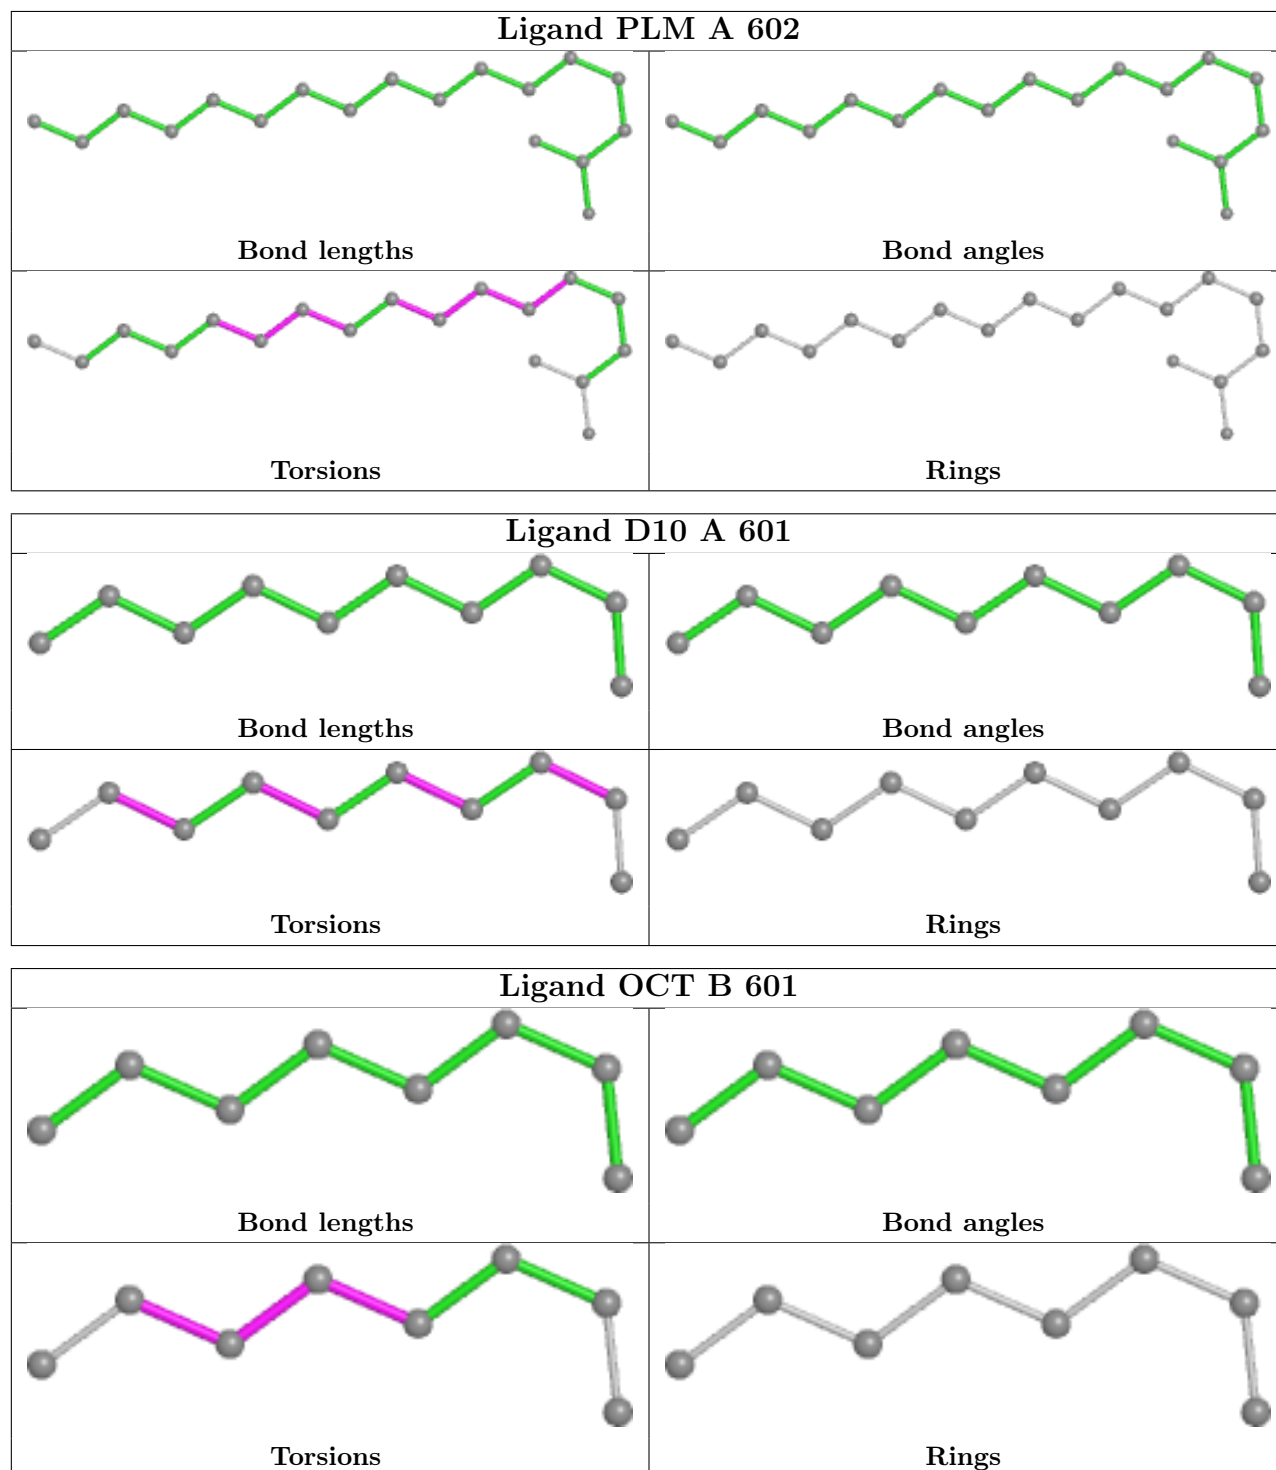 Ligand PLM A 602
Bond lengths
Bond angles
Torsions
Rings
Ligand D10 A 601
Bond lengths
Bond angles
Torsions
Rings
Ligand OCT B 601
Bond lengths
Bond angles
Torsions
Rings